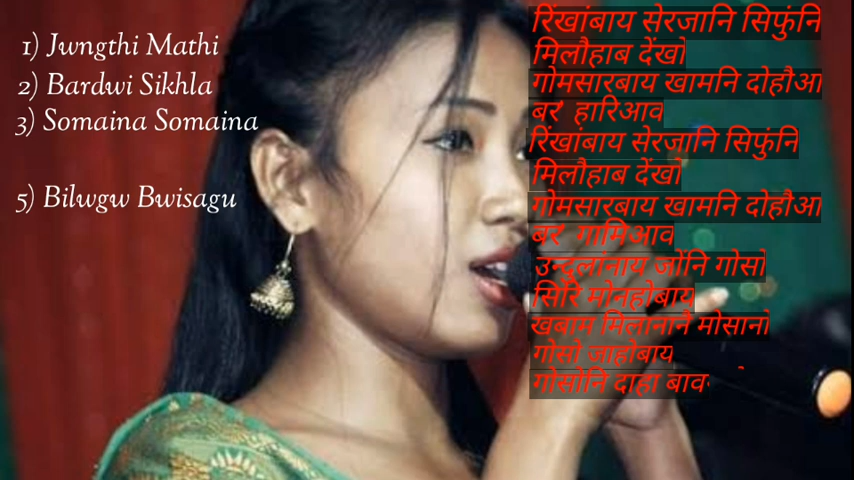 1) Jwngthi Mathi
2) Bardwi Sikhla
3) Somaina Somaina
5) Bilwgw Bwisagu
रिंखांबाय सेरजानि सिफुंनि
मिलौहाब देंखो
गोमसारबाय खामनि दोहौआ
बर' हारिआव
रिंखांबाय सेरजानि सिफुंनि
मिलौहाब देंखो
गोमसारबाय खामनि दोहौआ
बर' गामिआव
उन्दुलांनाय जोंनि गोसो
सिरि मोनहोबाय
खबाम मिलानानै मोसानो
गोसो जाहोबाय
गोसोनि दाहा बाव